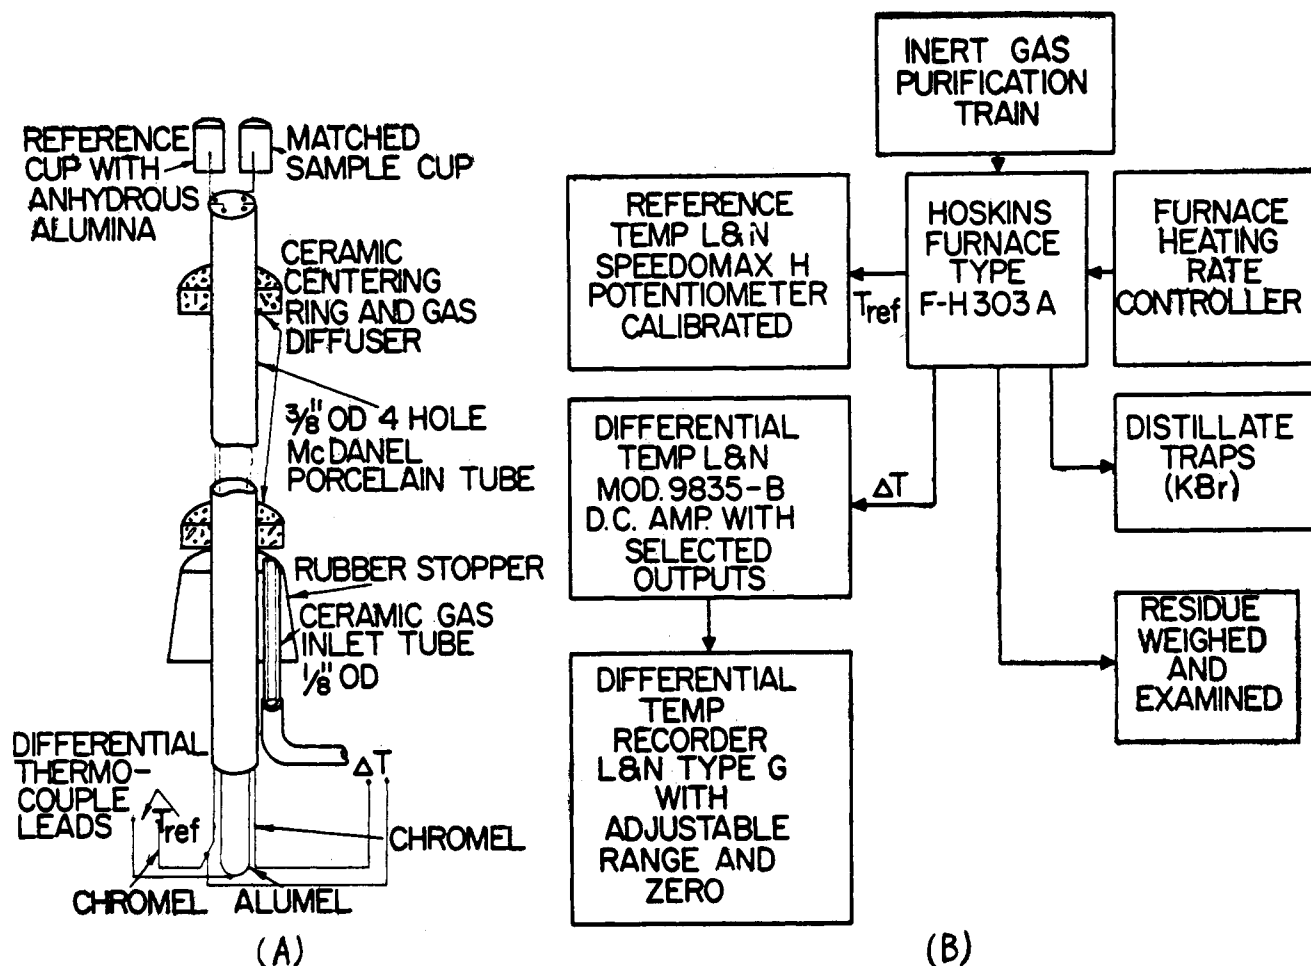 REFERENCE
CUP WITH
ANHYDROUS
ALUMINA
MATCHED
SAMPLE CUP
CERAMIC
CENTERING
RING AND GAS
DIFFUSER
3/8" OD 4 HOLE
McDANEL
PORCELAIN TUBE
RUBBER STOPPER
CERAMIC GAS
INLET TUBE
1/8" OD
DIFFERENTIAL
THERMO-
COUPLE
LEADS
Tref
ΔT
CHROMEL
CHROMEL
ALUMEL
(A)
INERT GAS
PURIFICATION
TRAIN
REFERENCE
TEMP L&N
SPEEDOMAX H
POTENTIOMETER
CALIBRATED
Tref
HOSKINS
FURNACE
TYPE
F-H 303 A
FURNACE
HEATING
RATE
CONTROLLER
DIFFERENTIAL
TEMP L&N
MOD. 9835-B
D.C. AMP. WITH
SELECTED
OUTPUTS
ΔT
DISTILLATE
TRAPS
(KBr)
RESIDUE
WEIGHED
AND
EXAMINED
DIFFERENTIAL
TEMP
RECORDER
L&N TYPE G
WITH
ADJUSTABLE
RANGE AND
ZERO
(B)